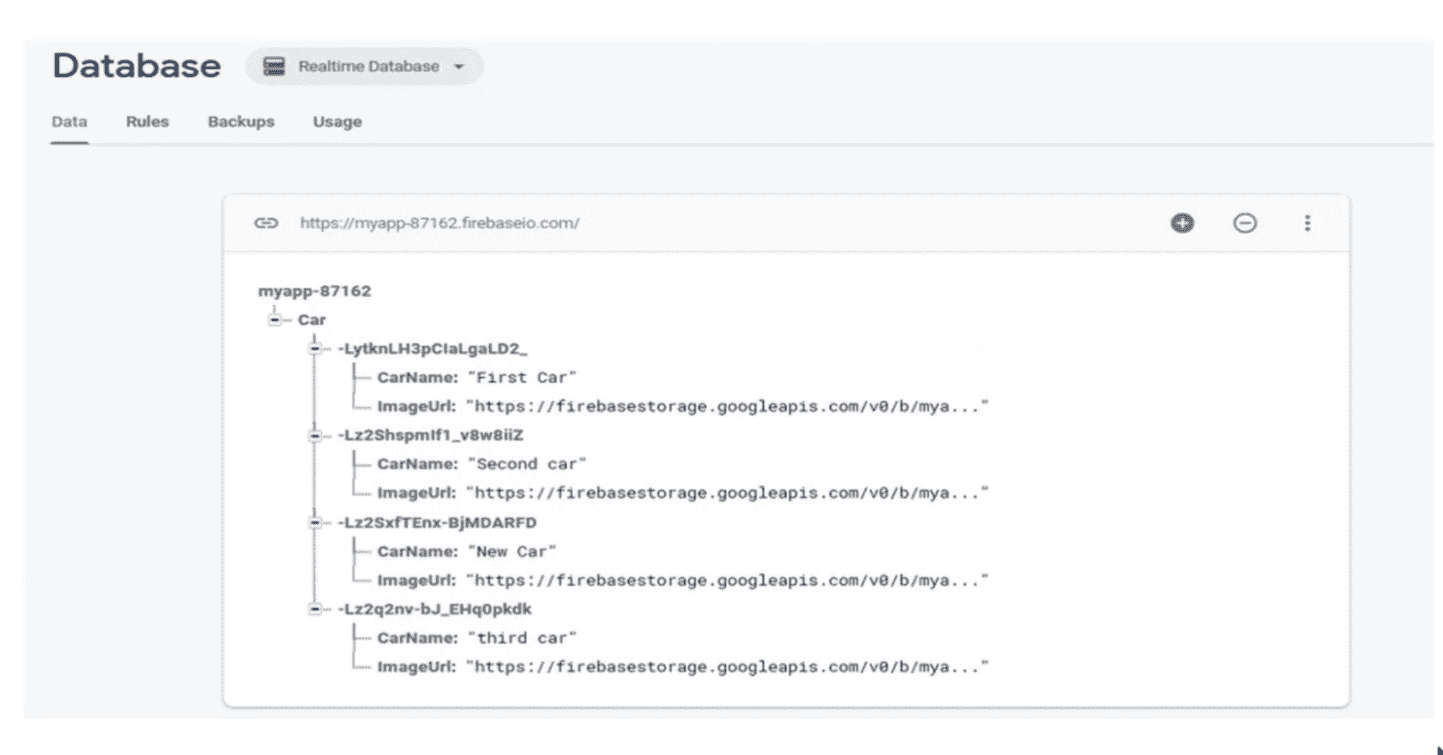 Database Realtime Database
Data Rules Backups Usage
https://myapp-87162.firebaseio.com/
myapp-87162
Car
-LytknLH3pCIaLgaLD2_
CarName: "First Car"
ImageUrl: "https://firebasestorage.googleapis.com/v0/b/mya..."
-Lz2ShspmIf1_v8w8iiZ
CarName: "Second car"
ImageUrl: "https://firebasestorage.googleapis.com/v0/b/mya..."
-Lz2SxfTEnx-BjMDARFD
CarName: "New Car"
ImageUrl: "https://firebasestorage.googleapis.com/v0/b/mya..."
-Lz2q2nv-bJ_EHq0pkdk
CarName: "third car"
ImageUrl: "https://firebasestorage.googleapis.com/v0/b/mya..."